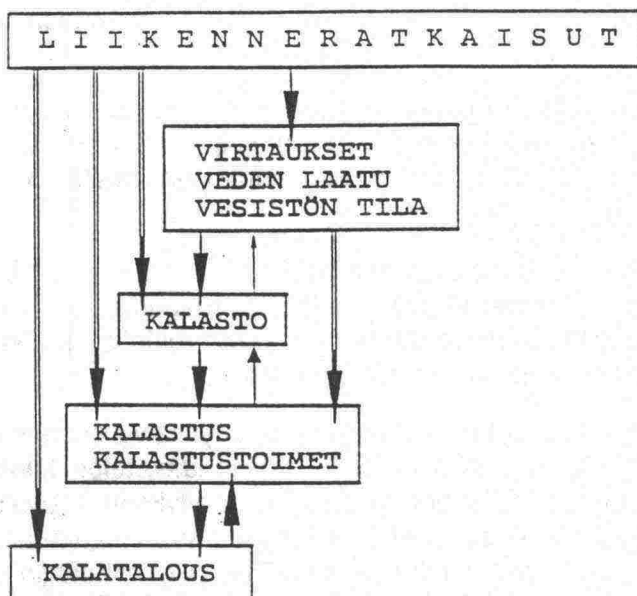 LIIKENNERATKAISUT
VIRTAUKSET
VEDEN LAATU
VESISTÖN TILA
KALASTO
KALASTUS
KALASTUSTOIMET
KALATALOUS